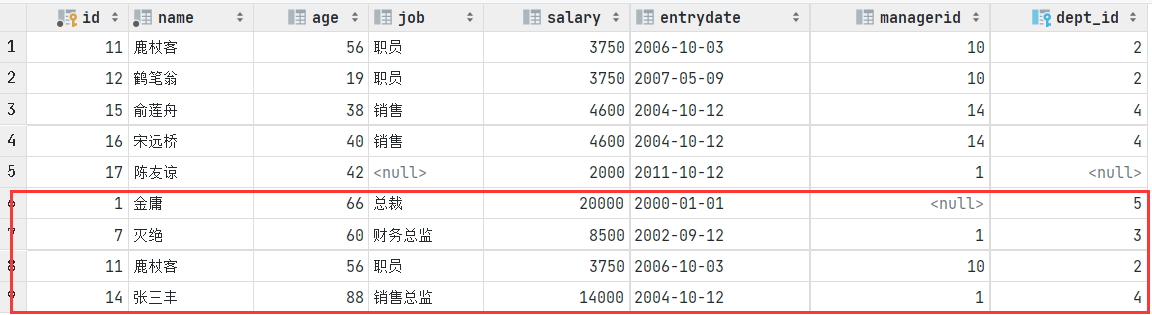 id name age job salary entrydate managerid dept_id
1 11 鹿杖客 56 职员 3750 2006-10-03 10 2
2 12 鹤笔翁 19 职员 3750 2007-05-09 10 2
3 15 俞莲舟 38 销售 4600 2004-10-12 14 4
4 16 宋远桥 40 销售 4600 2004-10-12 14 4
5 17 陈友谅 42 <null> 2000 2011-10-12 1 <null>
6 1 金庸 66 总裁 20000 2000-01-01 <null> 5
7 7 灭绝 60 财务总监 8500 2002-09-12 1 3
8 11 鹿杖客 56 职员 3750 2006-10-03 10 2
9 14 张三丰 88 销售总监 14000 2004-10-12 1 4